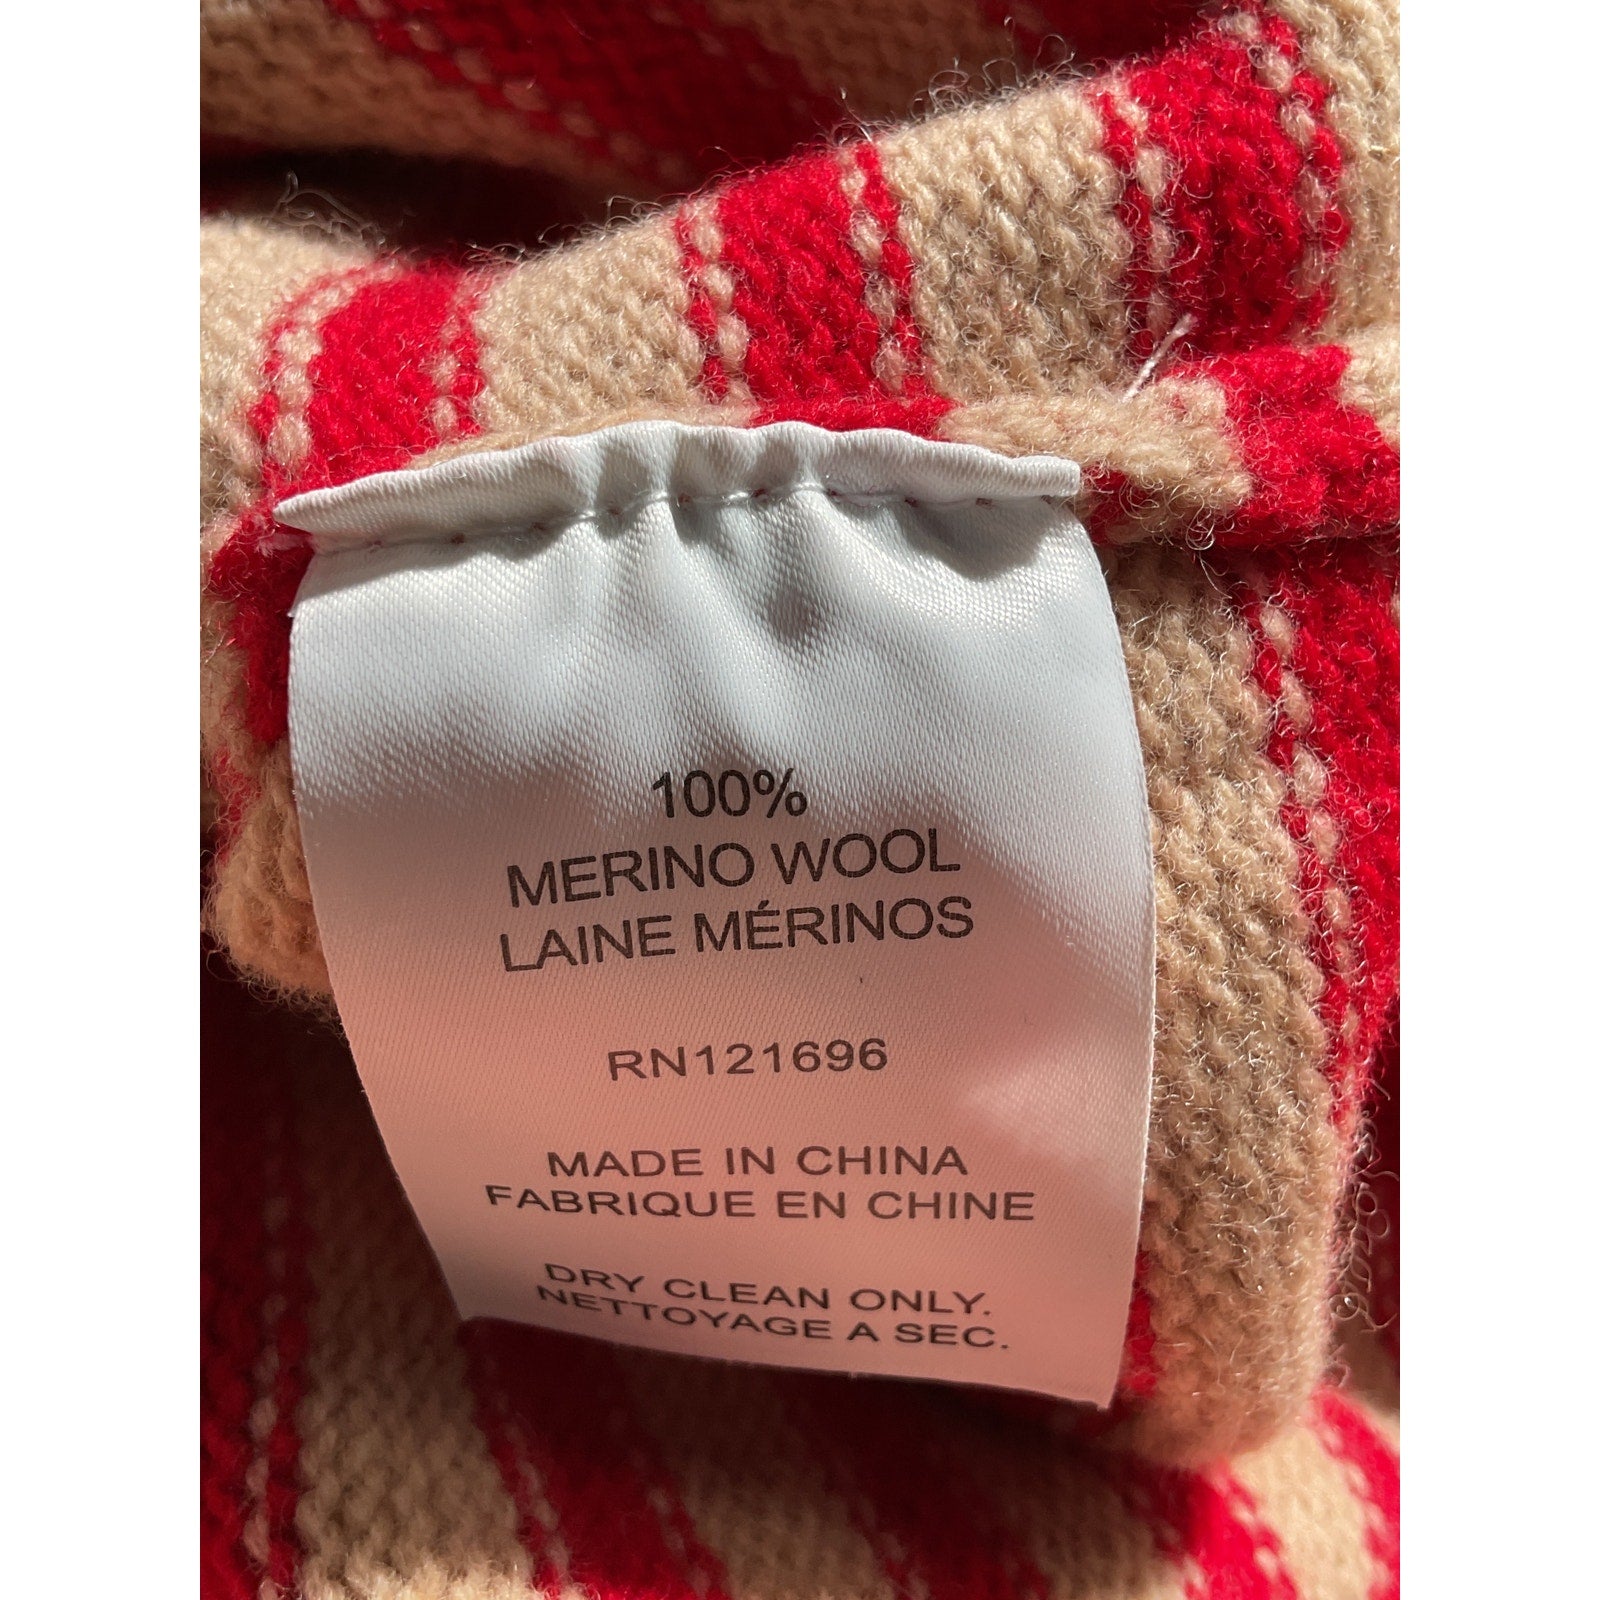 100%
MERINO WOOL
LAINE MÉRINOS
RN121696
MADE IN CHINA
FABRIQUE EN CHINE
DRY CLEAN ONLY.
NETTOYAGE A SEC.